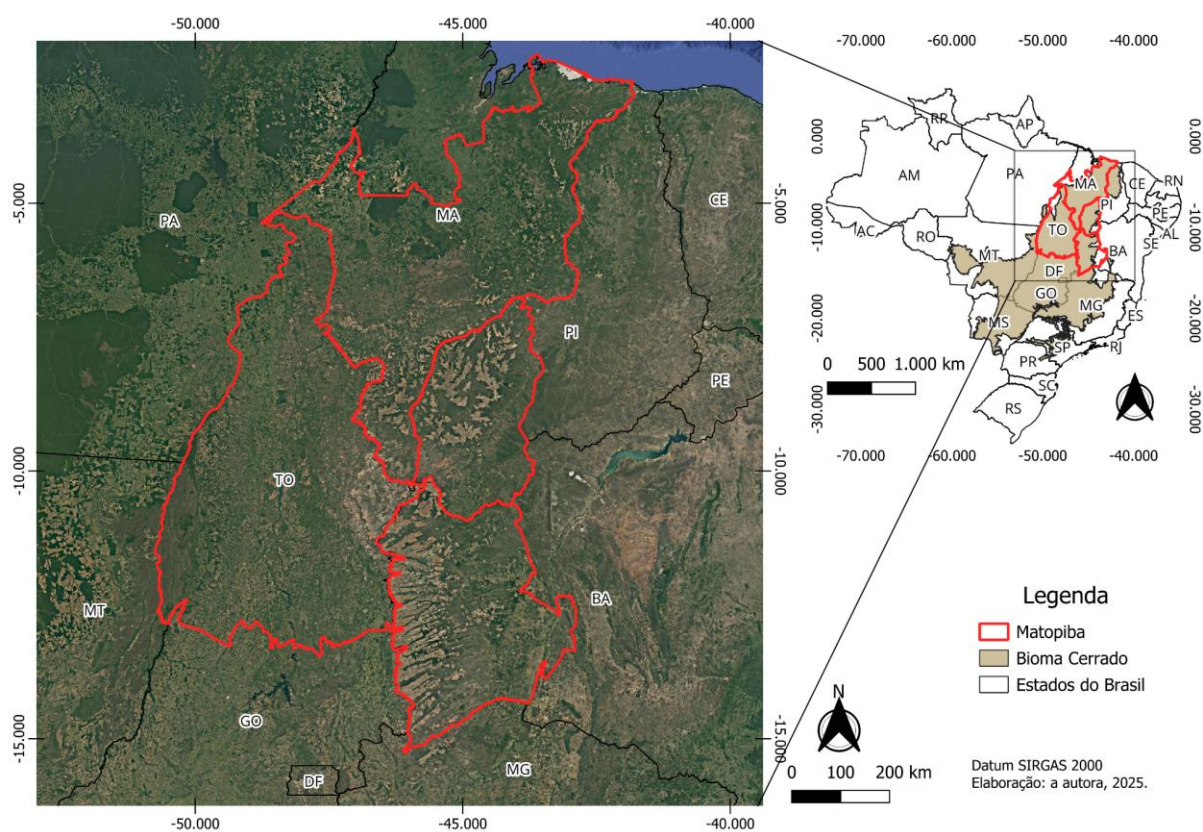 -50.000 -45.000 -40.000
-5.000
-10.000
-15.000
PA
MA
CE
PI
PE
TO
MT
BA
GO
DF
MG
-5.000
-10.000
-15.000
-50.000 -45.000 -40.000
-70.000 -60.000 -50.000 -40.000
0.000
-10.000
-20.000
-30.000
RR
AP
AM
PA
MA
CE
RN
PI
PE
AL
SE
AC
RO
TO
BA
MT
DF
GO
MG
ES
MS
SP
RJ
PR
SC
RS
0.000
-10.000
-20.000
-30.000
0 500 1.000 km
-70.000 -60.000 -50.000 -40.000
Legenda
Matopiba
Bioma Cerrado
Estados do Brasil
N
0 100 200 km
Datum SIRGAS 2000
Elaboração: a autora, 2025.